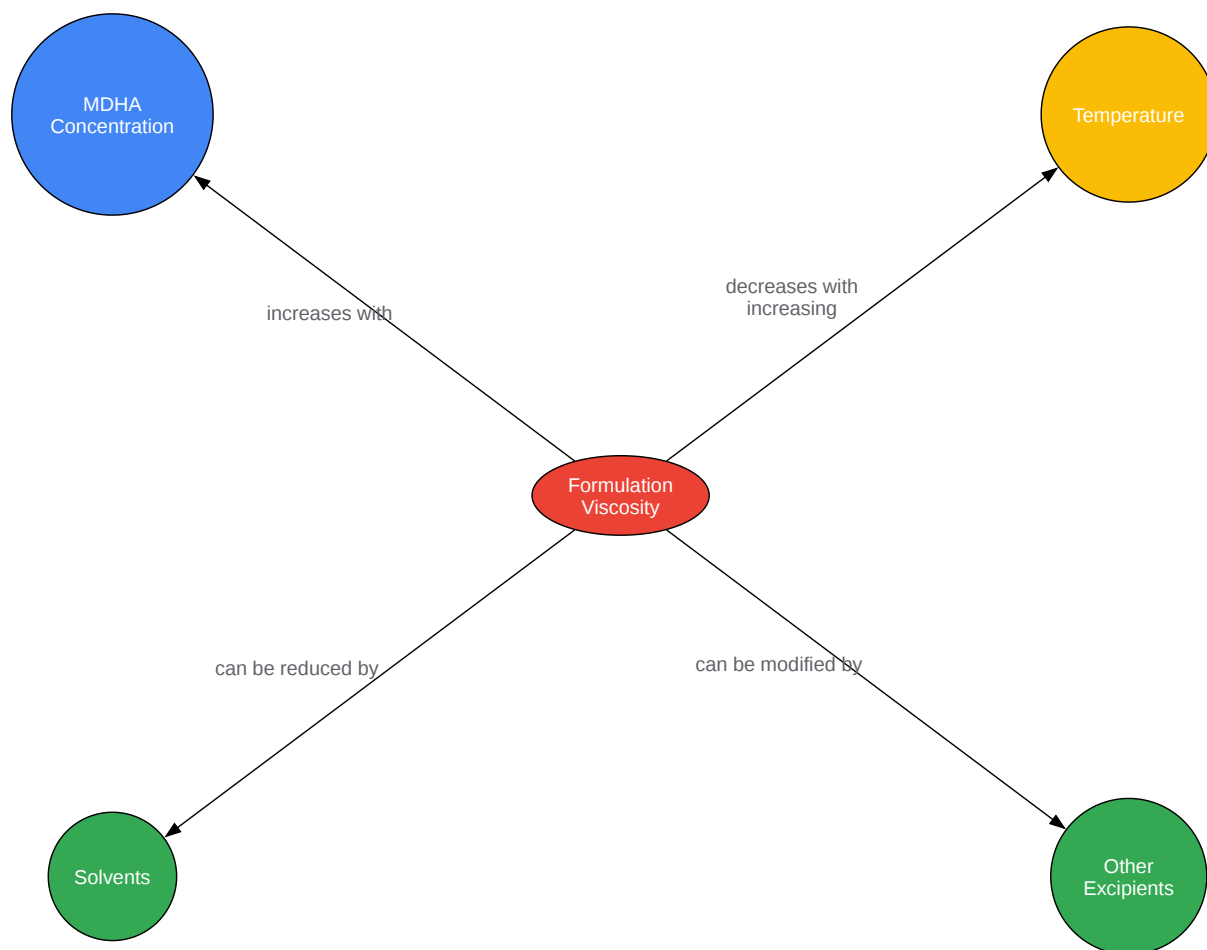 MDHA
Concentration
Temperature
decreases with
increasing
increases with
Formulation
Viscosity
can be reduced by
can be modified by
Solvents
Other
Excipients